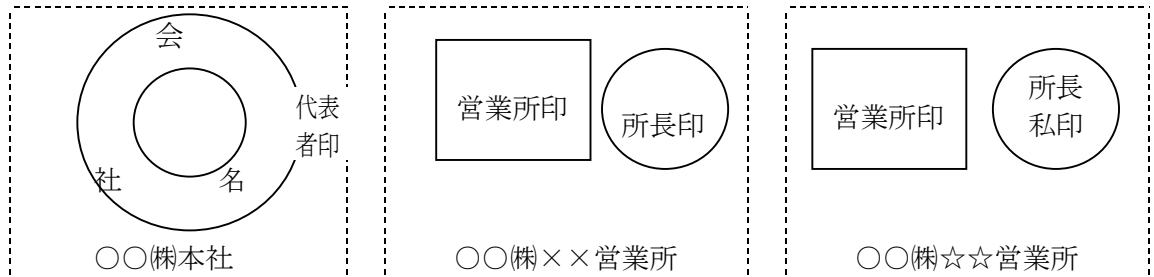 会社名
代表
者印
○○㈱本社
営業所印
所長印
○○㈱××営業所
営業所印
所長
私印
○○㈱☆☆営業所